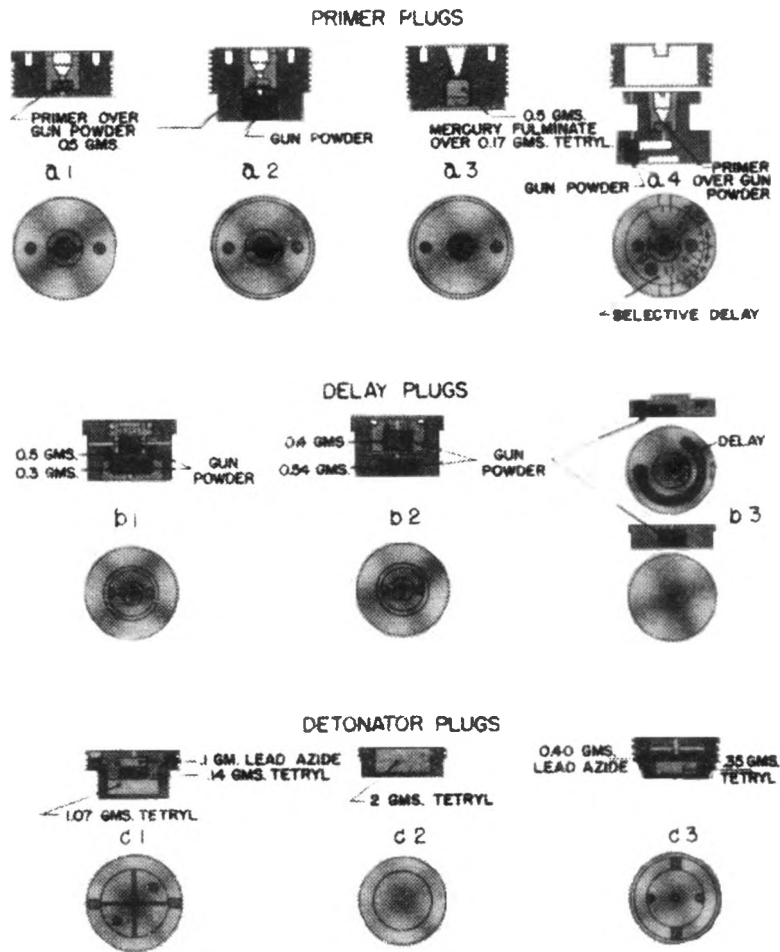 PRIMER PLUGS
PRIMER OVER
GUN POWDER
0.5 GMS.
GUN POWDER
0.5 GMS.
MERCURY FULMINATE
OVER 0.17 GMS. TETRYL.
PRIMER
OVER GUN
POWDER
GUN POWDER
a 1
a 2
a 3
a 4
SELECTIVE DELAY
DELAY PLUGS
0.5 GMS.
0.3 GMS.
GUN
POWDER
0.4 GMS.
0.54 GMS.
GUN
POWDER
DELAY
b 1
b 2
b 3
DETONATOR PLUGS
.1 GM. LEAD AZIDE
.14 GMS. TETRYL
1.07 GMS. TETRYL
2 GMS. TETRYL
0.40 GMS.
LEAD AZIDE
.35 GMS.
TETRYL
c 1
c 2
c 3